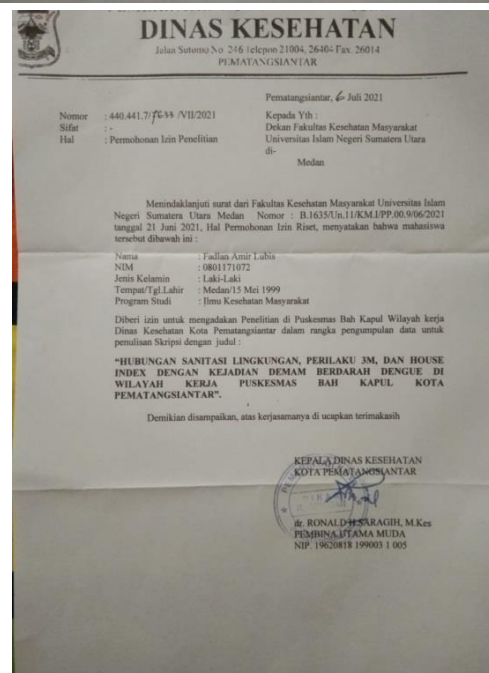 DINAS KESEHATAN
Jalan Sutomo No. 246 Telepon 21004, 26404 Fax. 26014
PEMATANGSIANTAR
Pematangsiantar, 6 Juli 2021
Nomor : 440.441.7/7633 /VII/2021
Sifat : -
Hal : Permohonan Izin Penelitian
Kepada Yth :
Dekan Fakultas Kesehatan Masyarakat
Universitas Islam Negeri Sumatera Utara
di-
Medan
Menindaklanjuti surat dari Fakultas Kesehatan Masyarakat Universitas Islam
Negeri Sumatera Utara Medan Nomor : B.1635/Un.11/KM.I/PP.00.9/06/2021
tanggal 21 Juni 2021, Hal Permohonan Izin Riset, menyatakan bahwa mahasiswa
tersebut dibawah ini :
Nama : Fadlan Amir Lubis
NIM : 0801171072
Jenis Kelamin : Laki-Laki
Tempat/Tgl.Lahir : Medan/15 Mei 1999
Program Studi : Ilmu Kesehatan Masyarakat
Diberi izin untuk mengadakan Penelitian di Puskesmas Bah Kapul Wilayah kerja
Dinas Kesehatan Kota Pematangsiantar dalam rangka pengumpulan data untuk
penulisan Skripsi dengan judul :
“HUBUNGAN SANITASI LINGKUNGAN, PERILAKU 3M, DAN HOUSE
INDEX DENGAN KEJADIAN DEMAM BERDARAH DENGUE DI
WILAYAH KERJA PUSKESMAS BAH KAPUL KOTA
PEMATANGSIANTAR”.
Demikian disampaikan, atas kerjasamanya di ucapkan terimakasih
KEPALA DINAS KESEHATAN
KOTA PEMATANGSIANTAR
dr. RONALD H SARAGIH, M.Kes
PEMBINA UTAMA MUDA
NIP. 19620818 199003 1 005